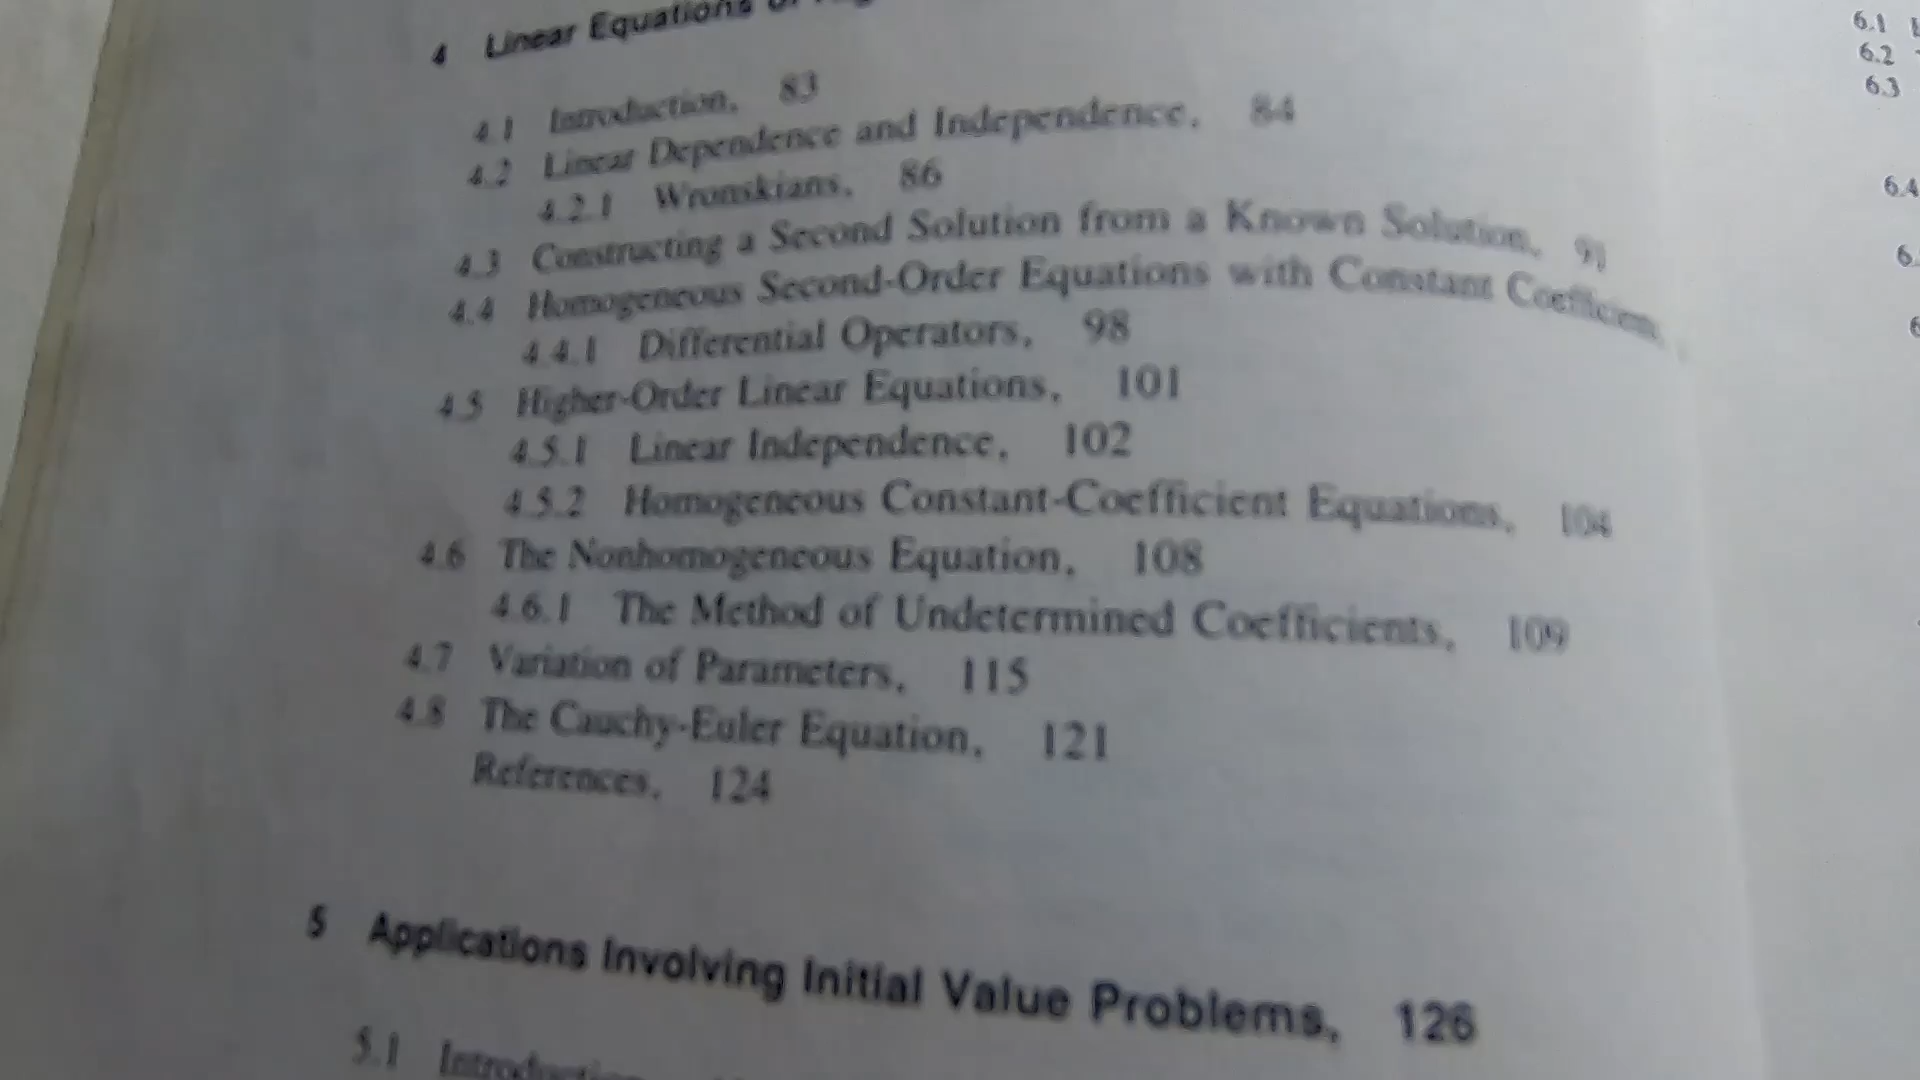 4 Linear Equations of
4.1 Introduction, 83
4.2 Linear Dependence and Independence, 84
4.2.1 Wronskians, 86
4.3 Constructing a Second Solution from a Known Solution, 91
4.4 Homogeneous Second-Order Equations with Constant
4.4.1 Differential Operators, 98
4.5 Higher-Order Linear Equations, 101
4.5.1 Linear Independence, 102
4.5.2 Homogeneous Constant-Coefficient Equations, 104
4.6 The Nonhomogeneous Equation, 108
4.6.1 The Method of Undetermined Coefficients, 109
4.7 Variation of Parameters, 115
4.8 The Cauchy-Euler Equation, 121
References, 124
5 Applications Involving Initial Value Problems, 126
5.1 Introduction
6.1
6.2
6.3
6.4